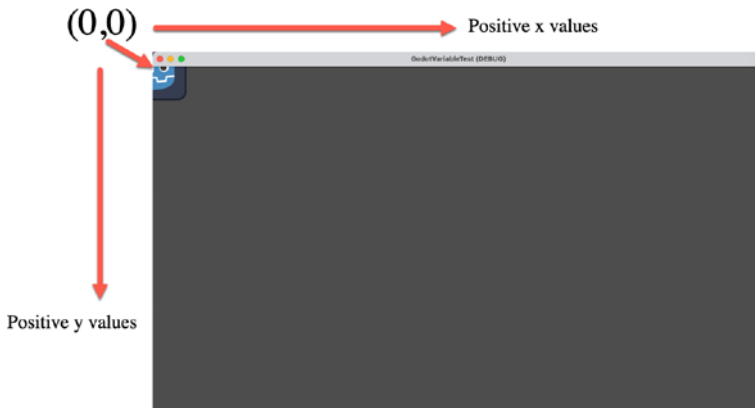 (0,0)
Positive x values
GodotVariableTest (DEBUG)
Positive y values